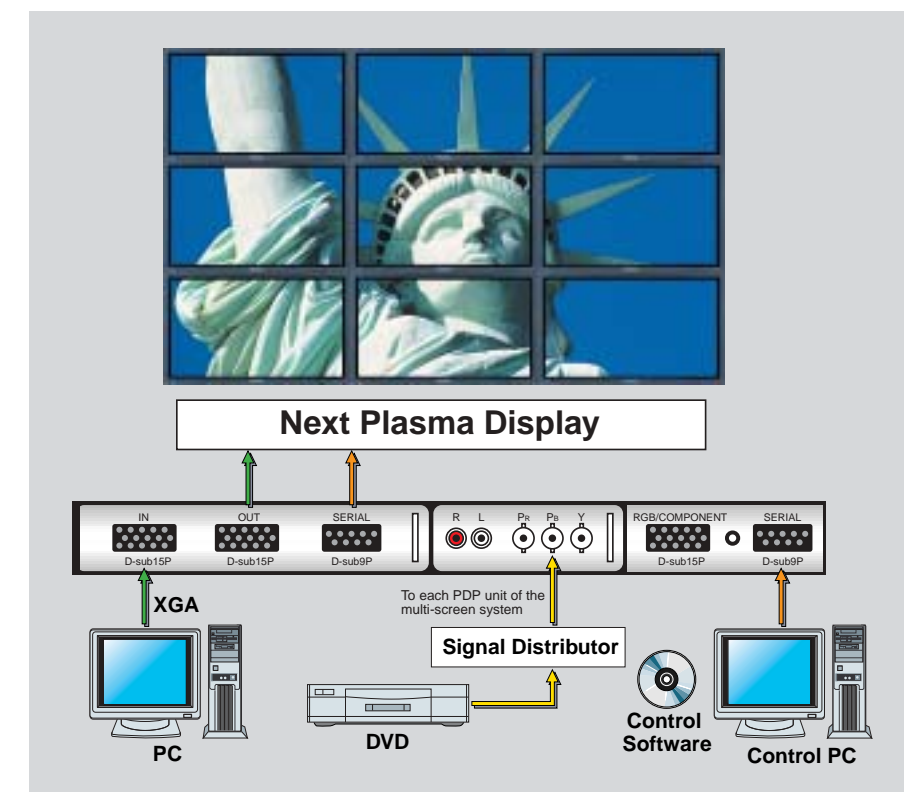 Next Plasma Display
IN OUT SERIAL R L PR PB Y RGB/COMPONENT SERIAL
D-sub15P D-sub15P D-sub9P D-sub15P D-sub9P
To each PDP unit of the
multi-screen system
XGA
Signal Distributor
PC
DVD
Control
Software
Control PC